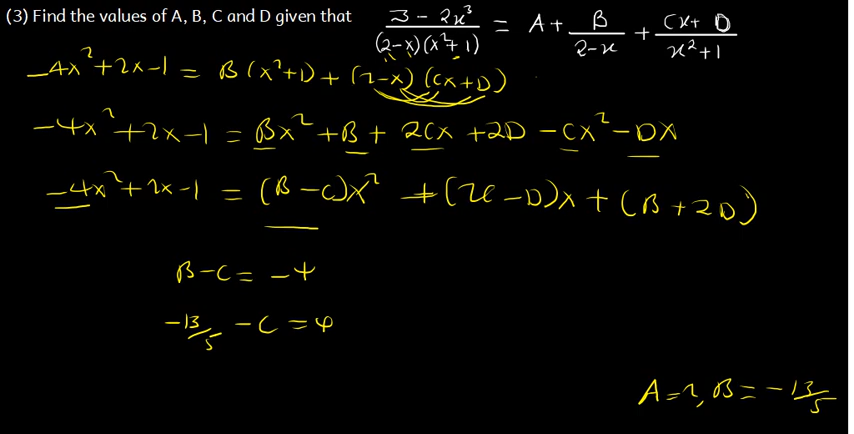 (3) Find the values of A, B, C and D given that (3 - 2x³)/((2-x)(x²+1)) = A + B/(2-x) + (Cx + D)/(x²+1)
-4x² + 2x - 1 = B(x²+1) + (2-x)(Cx+D)
-4x² + 2x - 1 = Bx² + B + 2Cx + 2D - Cx² - Dx
-4x² + 2x - 1 = (B - C)x² + (2C - D)x + (B + 2D)
B - C = -4
-13/5 - C = 4
A = 2, B = -13/5